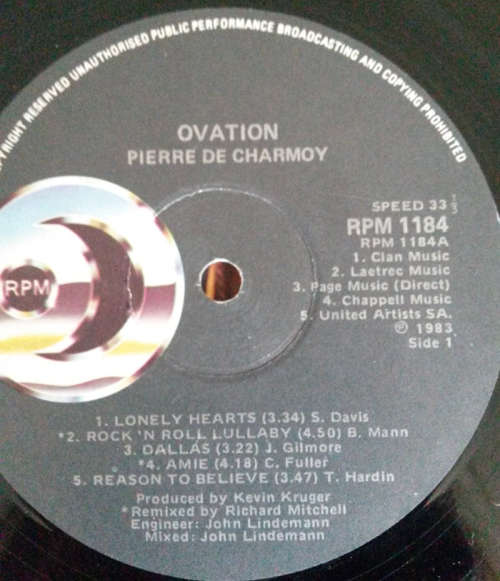 RIGHT RESERVED UNAUTHORISED PUBLIC PERFORMANCE BROADCASTING AND COPYING PROHIBITED
OVATION
PIERRE DE CHARMOY
SPEED 33 1/3
RPM 1184
RPM 1184A
1. Clan Music
2. Laetrec Music
3. Page Music (Direct)
4. Chappell Music
5. United Artists SA.
℗ 1983
Side 1
RPM
1. LONELY HEARTS (3.34) S. Davis
*2. ROCK 'N ROLL LULLABY (4.50) B. Mann
3. DALLAS (3.22) J. Gilmore
*4. AMIE (4.18) C. Fuller
5. REASON TO BELIEVE (3.47) T. Hardin
Produced by Kevin Kruger
*Remixed by Richard Mitchell
Engineer: John Lindemann
Mixed: John Lindemann